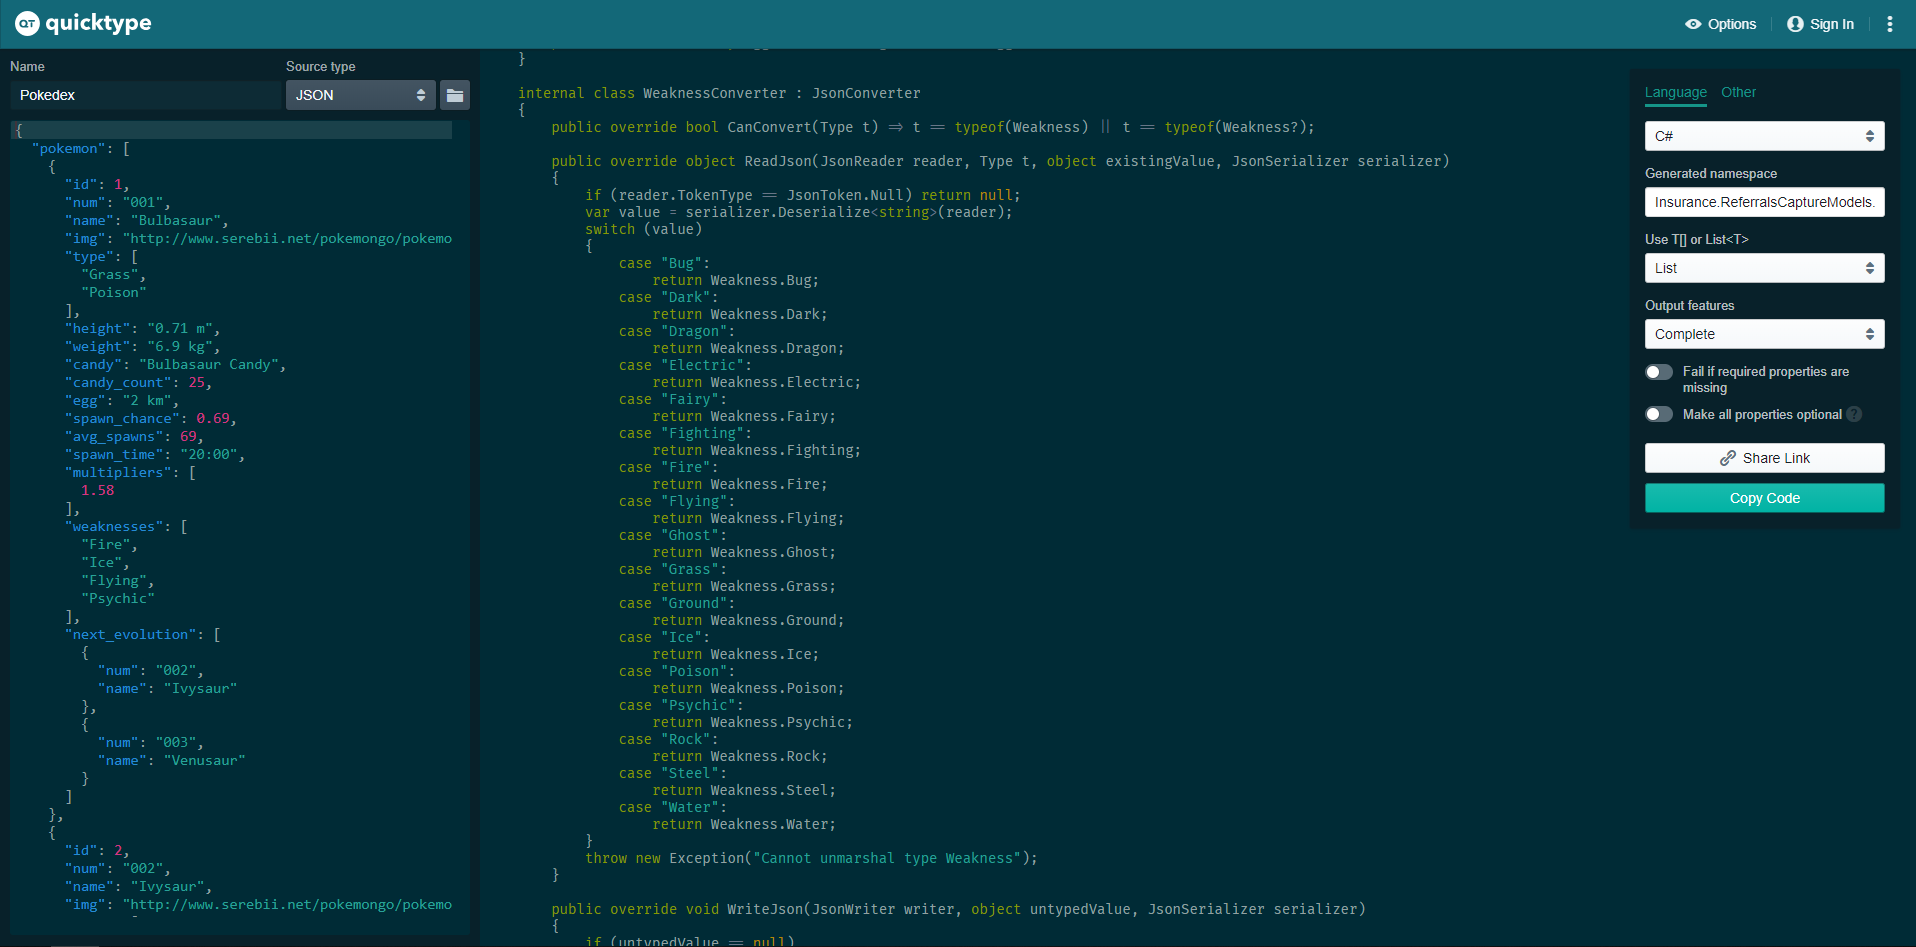 QT quicktype
Options
Sign In
Name
Source type
Pokedex
JSON
{
"pokemon": [
{
"id": 1,
"num": "001",
"name": "Bulbasaur",
"img": "http://www.serebii.net/pokemongo/pokemo
"type": [
"Grass",
"Poison"
],
"height": "0.71 m",
"weight": "6.9 kg",
"candy": "Bulbasaur Candy",
"candy_count": 25,
"egg": "2 km",
"spawn_chance": 0.69,
"avg_spawns": 69,
"spawn_time": "20:00",
"multipliers": [
1.58
],
"weaknesses": [
"Fire",
"Ice",
"Flying",
"Psychic"
],
"next_evolution": [
{
"num": "002",
"name": "Ivysaur"
},
{
"num": "003",
"name": "Venusaur"
}
]
},
{
"id": 2,
"num": "002",
"name": "Ivysaur",
"img": "http://www.serebii.net/pokemongo/pokemo
}
internal class WeaknessConverter : JsonConverter
{
public override bool CanConvert(Type t) => t == typeof(Weakness) || t == typeof(Weakness?);
public override object ReadJson(JsonReader reader, Type t, object existingValue, JsonSerializer serializer)
{
if (reader.TokenType == JsonToken.Null) return null;
var value = serializer.Deserialize<string>(reader);
switch (value)
{
case "Bug":
return Weakness.Bug;
case "Dark":
return Weakness.Dark;
case "Dragon":
return Weakness.Dragon;
case "Electric":
return Weakness.Electric;
case "Fairy":
return Weakness.Fairy;
case "Fighting":
return Weakness.Fighting;
case "Fire":
return Weakness.Fire;
case "Flying":
return Weakness.Flying;
case "Ghost":
return Weakness.Ghost;
case "Grass":
return Weakness.Grass;
case "Ground":
return Weakness.Ground;
case "Ice":
return Weakness.Ice;
case "Poison":
return Weakness.Poison;
case "Psychic":
return Weakness.Psychic;
case "Rock":
return Weakness.Rock;
case "Steel":
return Weakness.Steel;
case "Water":
return Weakness.Water;
}
throw new Exception("Cannot unmarshal type Weakness");
}
public override void WriteJson(JsonWriter writer, object untypedValue, JsonSerializer serializer)
{
if (untypedValue == null)
Language Other
C#
Generated namespace
Insurance.ReferralsCaptureModels.
Use T[] or List<T>
List
Output features
Complete
Fail if required properties are
missing
Make all properties optional ?
Share Link
Copy Code